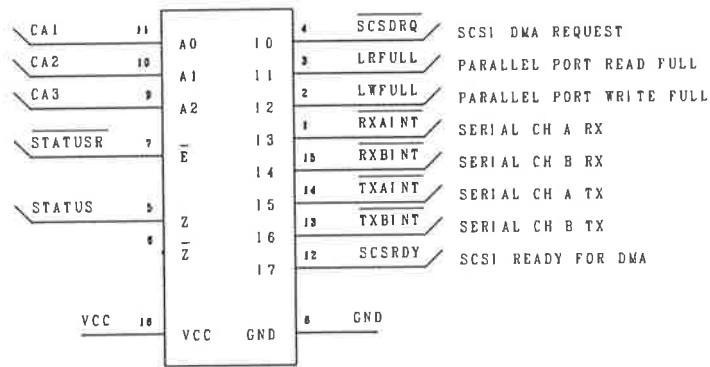 CA1 11 A0 I0 4 SCSDRQ SCSI DMA REQUEST
CA2 10 A1 I1 3 LRFULL PARALLEL PORT READ FULL
CA3 9 A2 I2 2 LWFULL PARALLEL PORT WRITE FULL
I3 1 RXAINT SERIAL CH A RX
STATUSR 7 E I4 15 RXBINT SERIAL CH B RX
I5 14 TXAINT SERIAL CH A TX
STATUS 5 Z I6 13 TXBINT SERIAL CH B TX
6 Z I7 12 SCSRDY SCSI READY FOR DMA
VCC 16 VCC GND 8 GND